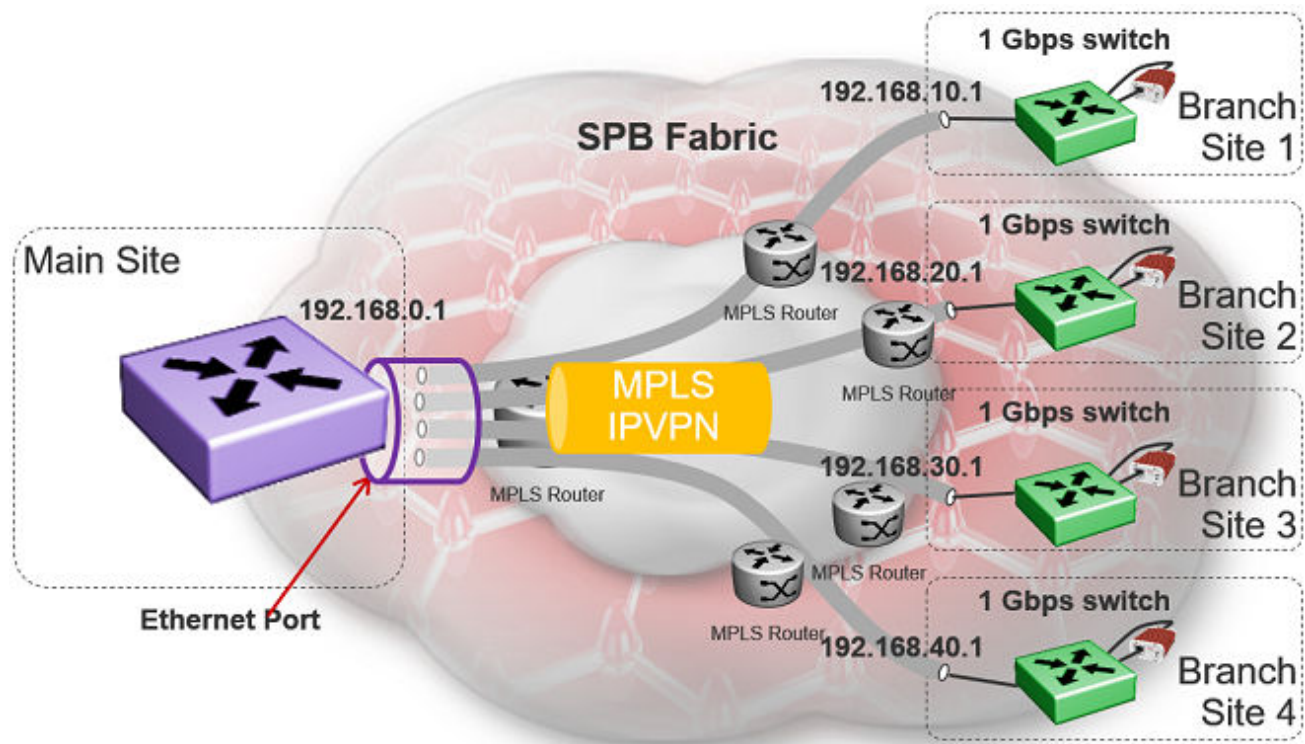 1 Gbps switch
192.168.10.1
Branch
Site 1
SPB Fabric
1 Gbps switch
Main Site
192.168.20.1
Branch
Site 2
192.168.0.1
MPLS Router
MPLS Router
MPLS
IPVPN
1 Gbps switch
192.168.30.1
Branch
Site 3
MPLS Router
MPLS Router
1 Gbps switch
Ethernet Port
MPLS Router
192.168.40.1
Branch
Site 4